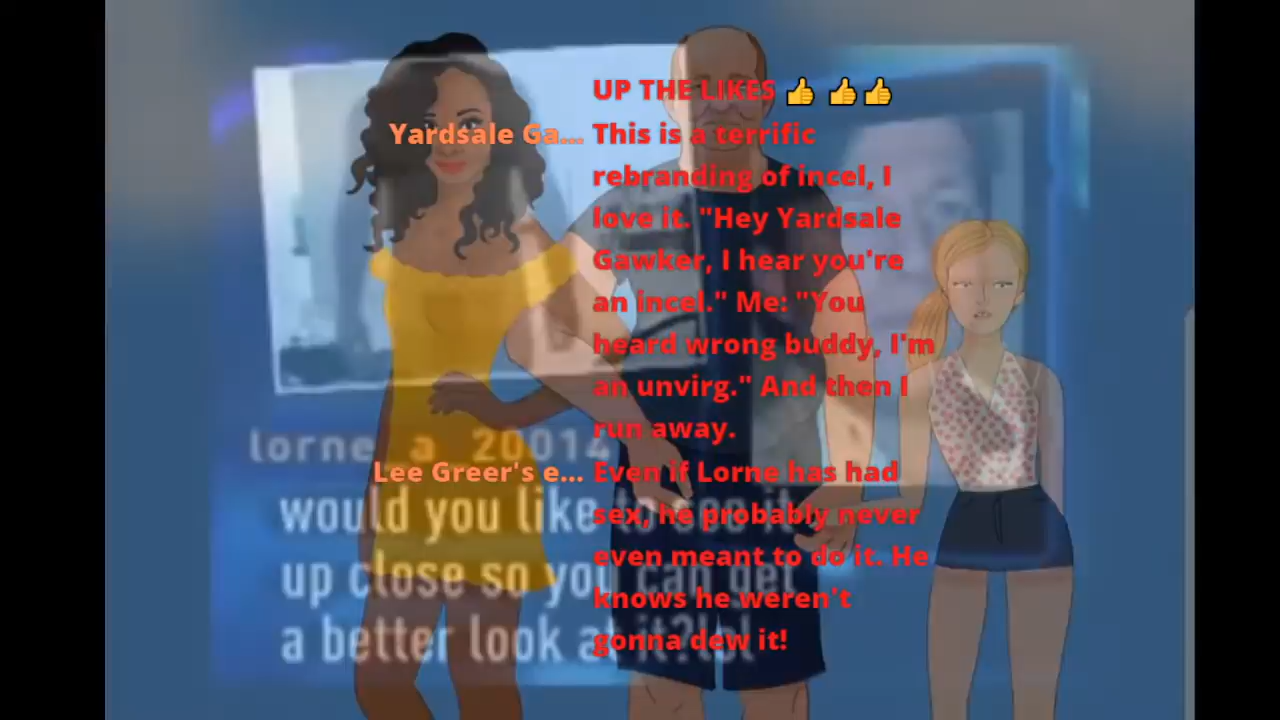 UP THE LIKES 👍 👍👍
Yardsale Ga... This is a terrific
rebranding of incel, I
love it. "Hey Yardsale
Gawker, I hear you're
an incel." Me: "You
heard wrong buddy, I'm
an unvirg." And then I
run away.
Lee Greer's e... Even if Lorne has had
sex, he probably never
even meant to do it. He
knows he weren't
gonna dew it!
lorne_a_20014
would you like to see it
up close so you can get
a better look at it?lol